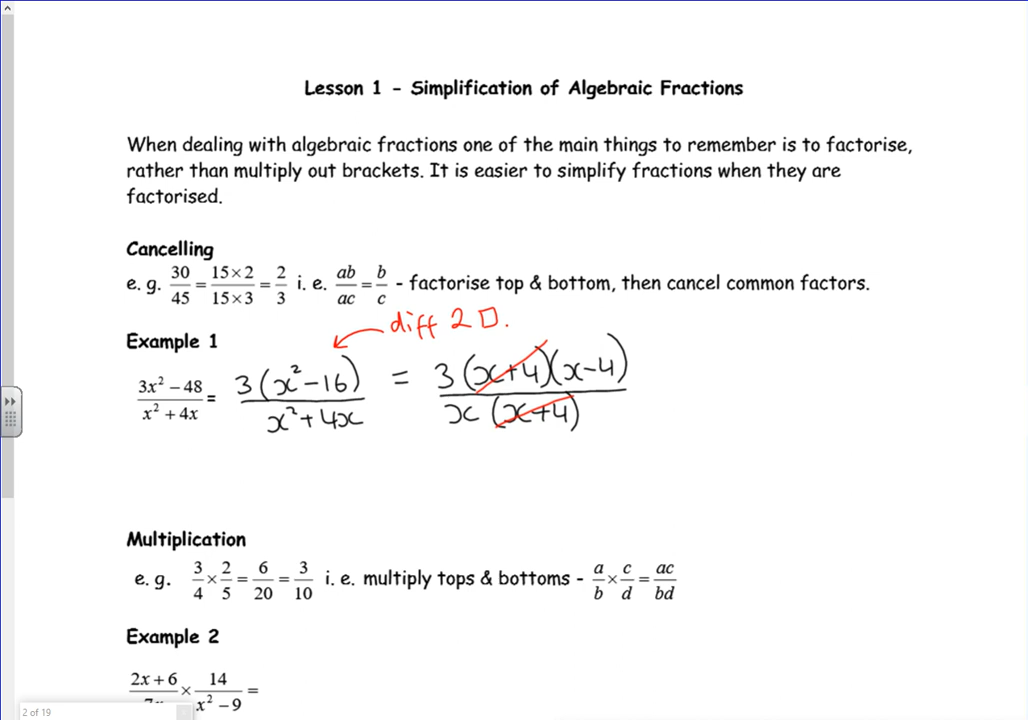 Lesson 1 - Simplification of Algebraic Fractions
When dealing with algebraic fractions one of the main things to remember is to factorise,
rather than multiply out brackets. It is easier to simplify fractions when they are
factorised.
Cancelling
e. g. 30/45 = 15×2/15×3 = 2/3 i. e. ab/ac = b/c - factorise top & bottom, then cancel common factors.
diff 2 □.
Example 1
3x² − 48/x² + 4x = 3(x² − 16)/x² + 4x = 3(x+4)(x−4)/x(x+4)
Multiplication
e. g. 3/4 × 2/5 = 6/20 = 3/10 i. e. multiply tops & bottoms - a/b × c/d = ac/bd
Example 2
2x + 6 × 14/x² − 9 =
2 of 19